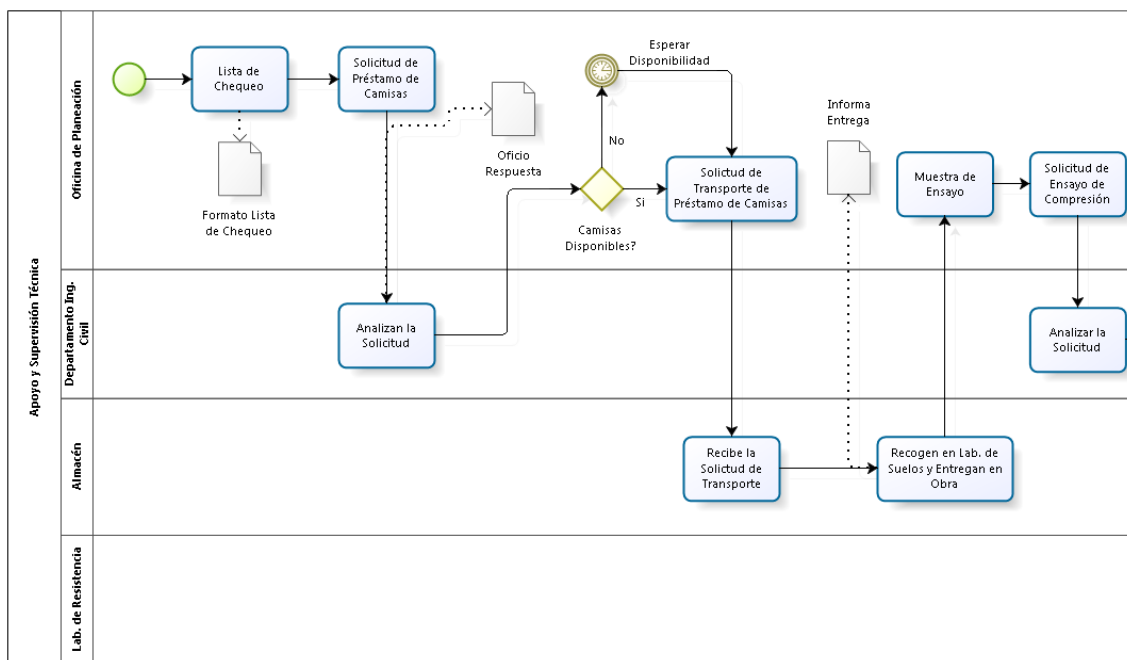 Apoyo y Supervisión Técnica
Oficina de Planeación
Lista de
Chequeo
Formato Lista
de Chequeo
Solicitud de
Préstamo de
Camisas
Oficio
Respuesta
Esperar
Disponibilidad
No
Si
Camisas
Disponibles?
Solictud de
Transporte de
Préstamo de Camisas
Informa
Entrega
Muestra de
Ensayo
Solicitud de
Ensayo de
Compresión
Departamento Ing.
Civil
Analizan la
Solicitud
Analizar la
Solicitud
Almacén
Recibe la
Solictud de
Transporte
Recogen en Lab. de
Suelos y Entregan en
Obra
Lab. de Resistencia